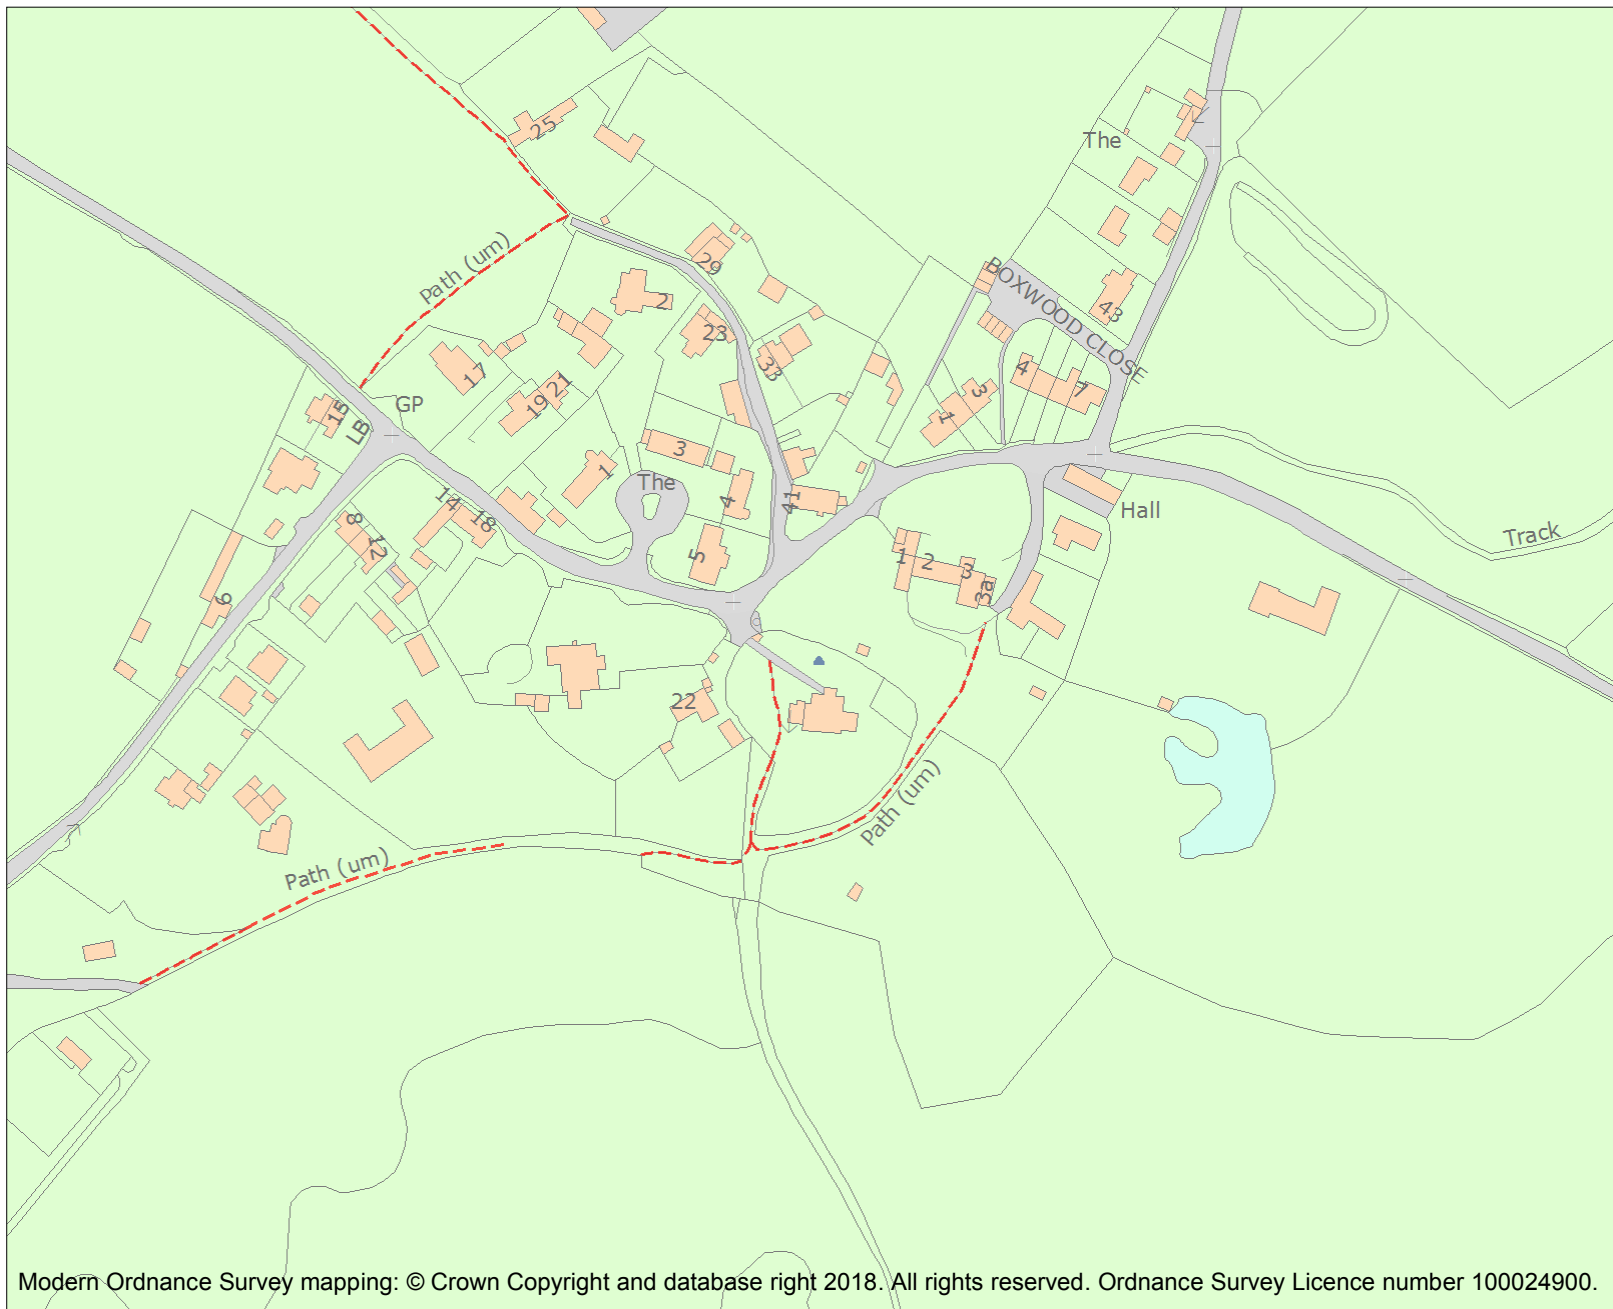 25
The
Path (um)
29
BOXWOOD CLOSE
2
43
23
33
17
4
21
7
GP
19
3
15
1
LB
3
1
The
14
4
41
8
18
Hall
12
5
Track
1
2
3
3a
9
22
Path (um)
Path (um)
Modern Ordnance Survey mapping: © Crown Copyright and database right 2018. All rights reserved. Ordnance Survey Licence number 100024900.